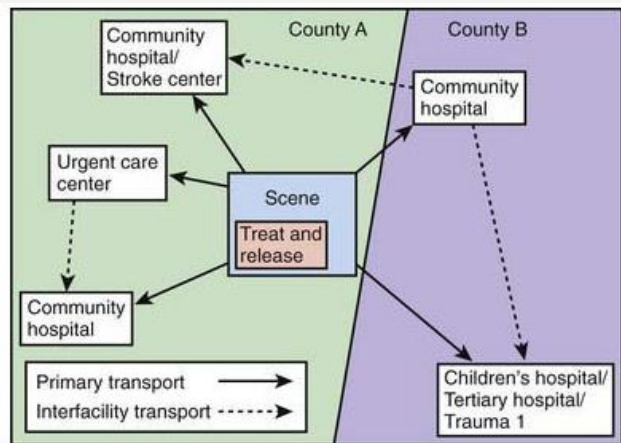 County A
County B
Community
hospital/
Stroke center
Community
hospital
Urgent care
center
Scene
Treat and
release
Community
hospital
Primary transport
Interfacility transport
Children's hospital/
Tertiary hospital/
Trauma 1